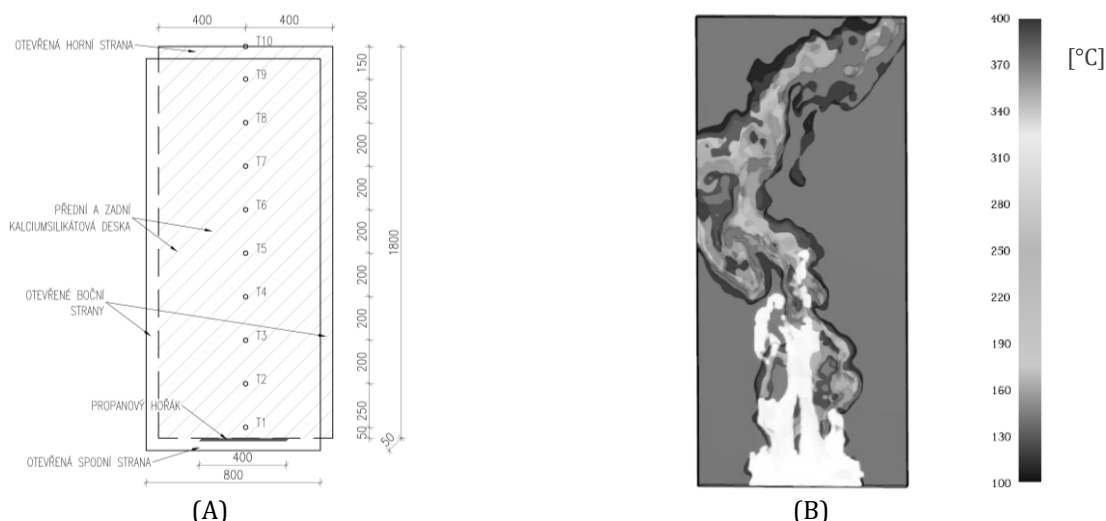 400 400
T10
OTEVŘENÁ HORNÍ STRANA
T9
T8
T7
T6
T5
T4
T3
T2
T1
PŘEDNÍ A ZADNÍ
KALCIUMSILIKÁTOVÁ DESKA
OTEVŘENÉ BOČNÍ
STRANY
PROPANOVÝ HOŘÁK
OTEVŘENÁ SPODNÍ STRANA
150
200
200
200
200
200
200
200
250
50
50
1800
400
800
(A)
400
370
340
310
280
250
220
190
160
130
100
[°C]
(B)